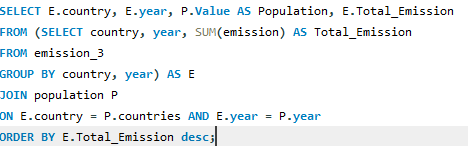 SELECT E.country, E.year, P.Value AS Population, E.Total_Emission
FROM (SELECT country, year, SUM(emission) AS Total_Emission
FROM emission_3
GROUP BY country, year) AS E
JOIN population P
ON E.country = P.countries AND E.year = P.year
ORDER BY E.Total_Emission desc;